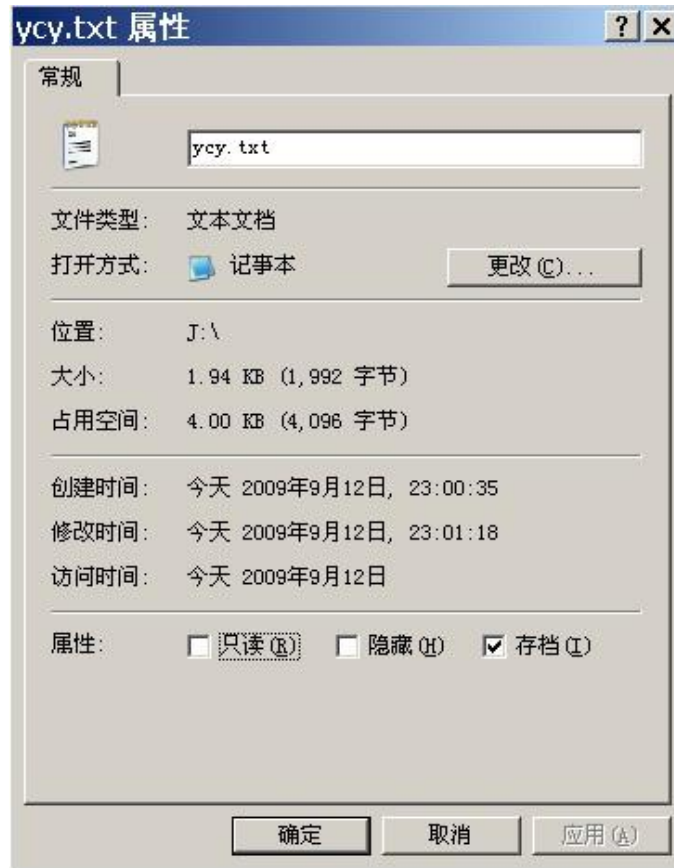 ycy.txt 属性
常规
ycy.txt
文件类型: 文本文档
打开方式: 记事本 更改(C)...
位置: J:\
大小: 1.94 KB (1,992 字节)
占用空间: 4.00 KB (4,096 字节)
创建时间: 今天 2009年9月12日, 23:00:35
修改时间: 今天 2009年9月12日, 23:01:18
访问时间: 今天 2009年9月12日
属性: 只读(R) 隐藏(H) 存档(I)
确定 取消 应用(A)